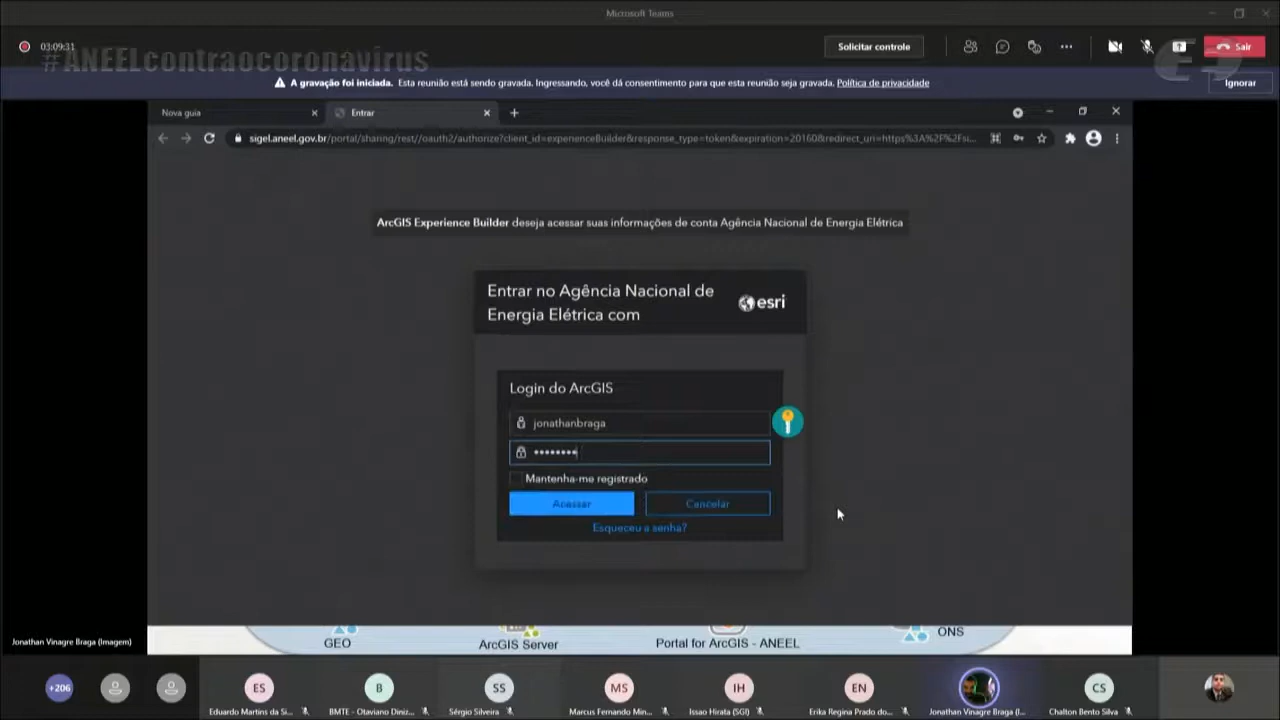 Microsoft Teams
03:09:31
#ANEELcontraocoronavírus
Solicitar controle
Sair
A gravação foi iniciada. Esta reunião está sendo gravada. Ingressando, você dá consentimento para que esta reunião seja gravada. Política de privacidade
Ignorar
Nova guia
Entrar
sigel.aneel.gov.br/portal/sharing/rest//oauth2/authorize?client_id=experienceBuilder&response_type=token&expiration=20160&redirect_uri=https%3A%2F%2Fsi...
ArcGIS Experience Builder deseja acessar suas informações de conta Agência Nacional de Energia Elétrica
Entrar no Agência Nacional de
Energia Elétrica com
esri
Login do ArcGIS
jonathanbraga
••••••••
Mantenha-me registrado
Acessar
Cancelar
Esqueceu a senha?
GEO
ArcGIS Server
Portal for ArcGIS - ANEEL
ONS
Jonathan Vinagre Braga (Imagem)
+206
ES
B
SS
MS
IH
EN
CS
Eduardo Martins da Si...
BMTE - Otaviano Diniz...
Sérgio Silveira
Marcus Fernando Min...
Issao Hirata (SGI)
Erika Regina Prado do...
Jonathan Vinagre Braga (I...
Chalton Bento Silva